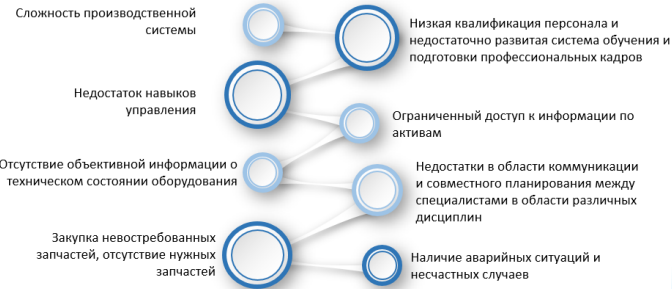 Сложность производственной
системы
Низкая квалификация персонала и
недостаточно развитая система обучения и
подготовки профессиональных кадров
Недостаток навыков
управления
Ограниченный доступ к информации по
активам
Отсутствие объективной информации о
техническом состоянии оборудования
Недостатки в области коммуникации
и совместного планирования между
специалистами в области различных
дисциплин
Закупка невостребованных
запчастей, отсутствие нужных
запчастей
Наличие аварийных ситуаций и
несчастных случаев